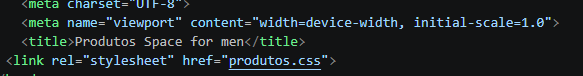 <meta charset="UTF-8">
<meta name="viewport" content="width=device-width, initial-scale=1.0">
<title>Produtos Space for men</title>
<link rel="stylesheet" href="produtos.css">